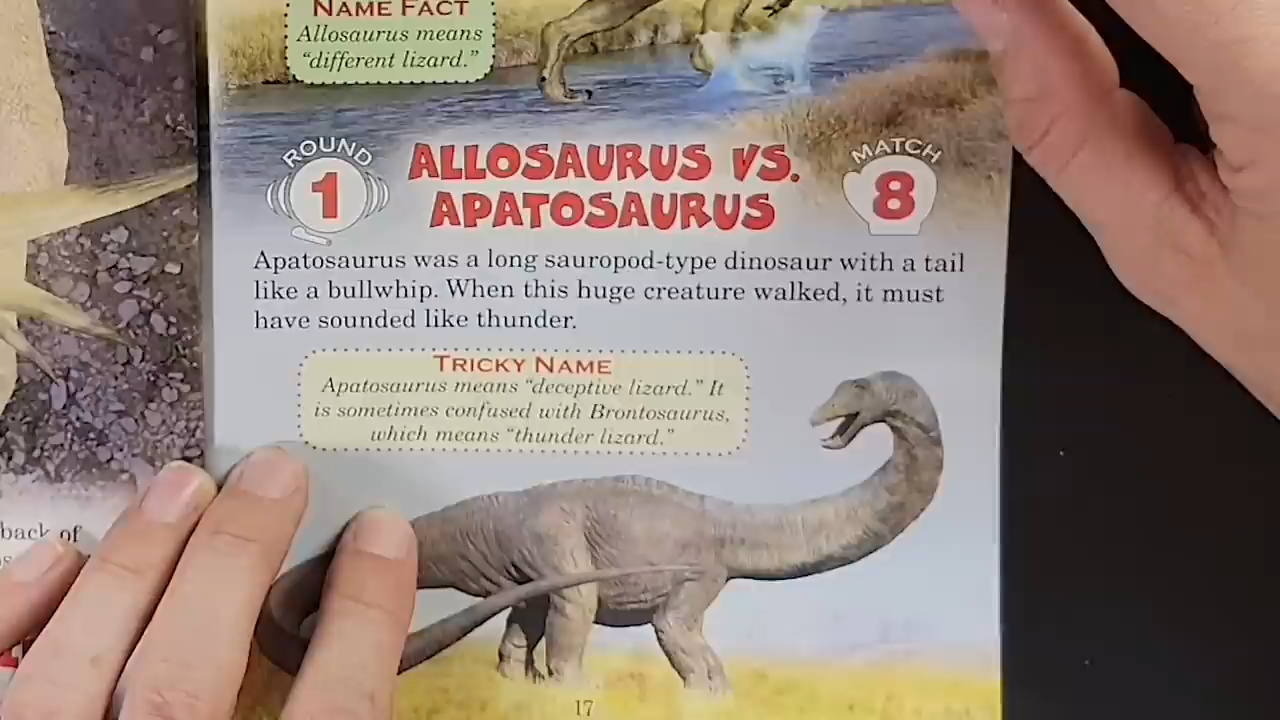 NAME FACT
Allosaurus means
"different lizard."
ROUND
1
ALLOSAURUS VS.
APATOSAURUS
MATCH
8
Apatosaurus was a long sauropod-type dinosaur with a tail
like a bullwhip. When this huge creature walked, it must
have sounded like thunder.
TRICKY NAME
Apatosaurus means "deceptive lizard." It
is sometimes confused with Brontosaurus,
which means "thunder lizard."
back of
17